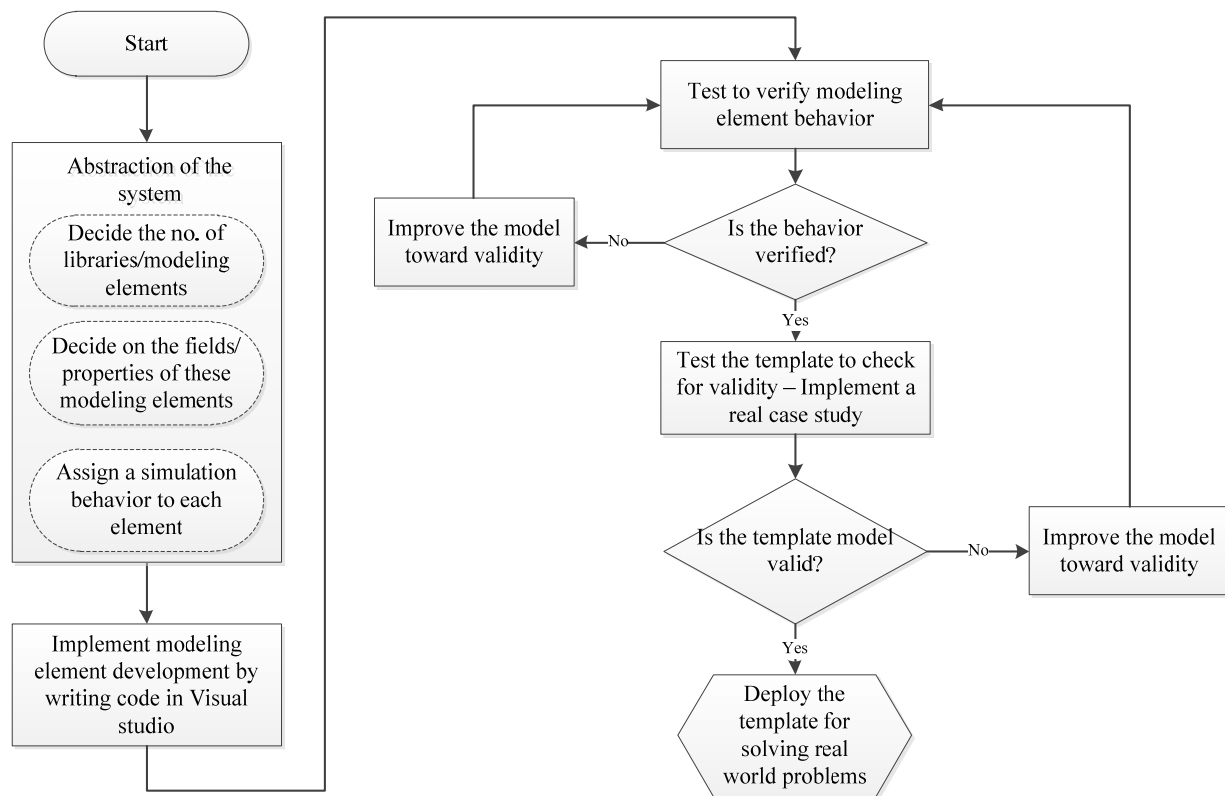 Start
Abstraction of the
system
Decide the no. of
libraries/modeling
elements
Decide on the fields/
properties of these
modeling elements
Assign a simulation
behavior to each
element
Implement modeling
element development by
writing code in Visual
studio
Test to verify modeling
element behavior
Improve the model
toward validity
No
Is the behavior
verified?
Yes
Test the template to check
for validity – Implement a
real case study
Is the template model
valid?
No
Improve the model
toward validity
Yes
Deploy the
template for
solving real
world problems